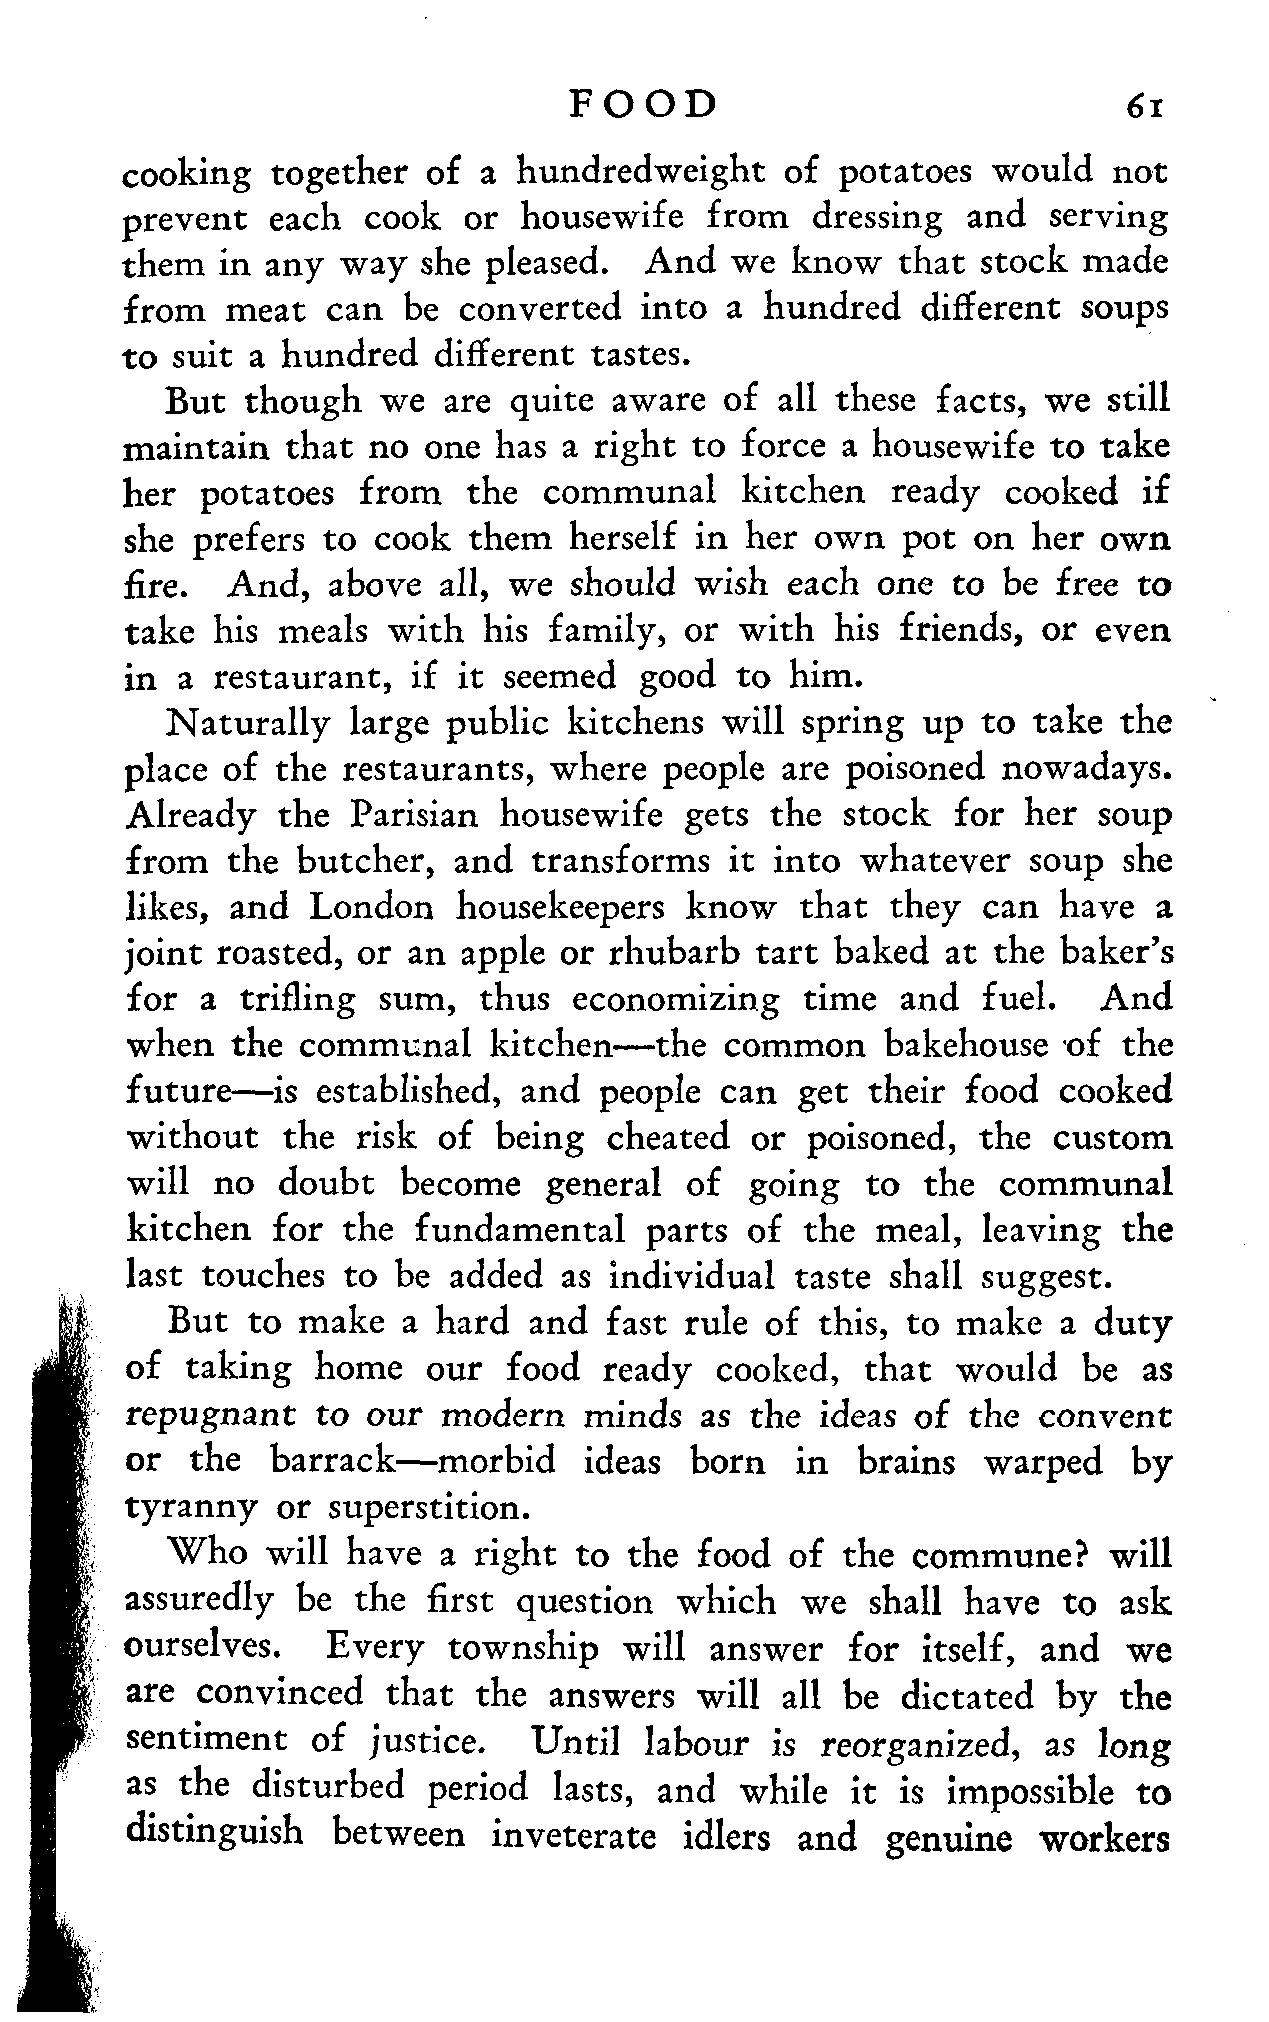 FOOD 61
cooking together of a hundredweight of potatoes would not
prevent each cook or housewife from dressing and serving
them in any way she pleased. And we know that stock made
from meat can be converted into a hundred different soups
to suit a hundred different tastes.
But though we are quite aware of all these facts, we still
maintain that no one has a right to force a housewife to take
her potatoes from the communal kitchen ready cooked if
she prefers to cook them herself in her own pot on her own
fire. And, above all, we should wish each one to be free to
take his meals with his family, or with his friends, or even
in a restaurant, if it seemed good to him.
Naturally large public kitchens will spring up to take the
place of the restaurants, where people are poisoned nowadays.
Already the Parisian housewife gets the stock for her soup
from the butcher, and transforms it into whatever soup she
likes, and London housekeepers know that they can have a
joint roasted, or an apple or rhubarb tart baked at the baker's
for a trifling sum, thus economizing time and fuel. And
when the communal kitchen—the common bakehouse of the
future—is established, and people can get their food cooked
without the risk of being cheated or poisoned, the custom
will no doubt become general of going to the communal
kitchen for the fundamental parts of the meal, leaving the
last touches to be added as individual taste shall suggest.
But to make a hard and fast rule of this, to make a duty
of taking home our food ready cooked, that would be as
repugnant to our modern minds as the ideas of the convent
or the barrack—morbid ideas born in brains warped by
tyranny or superstition.
Who will have a right to the food of the commune? will
assuredly be the first question which we shall have to ask
ourselves. Every township will answer for itself, and we
are convinced that the answers will all be dictated by the
sentiment of justice. Until labour is reorganized, as long
as the disturbed period lasts, and while it is impossible to
distinguish between inveterate idlers and genuine workers